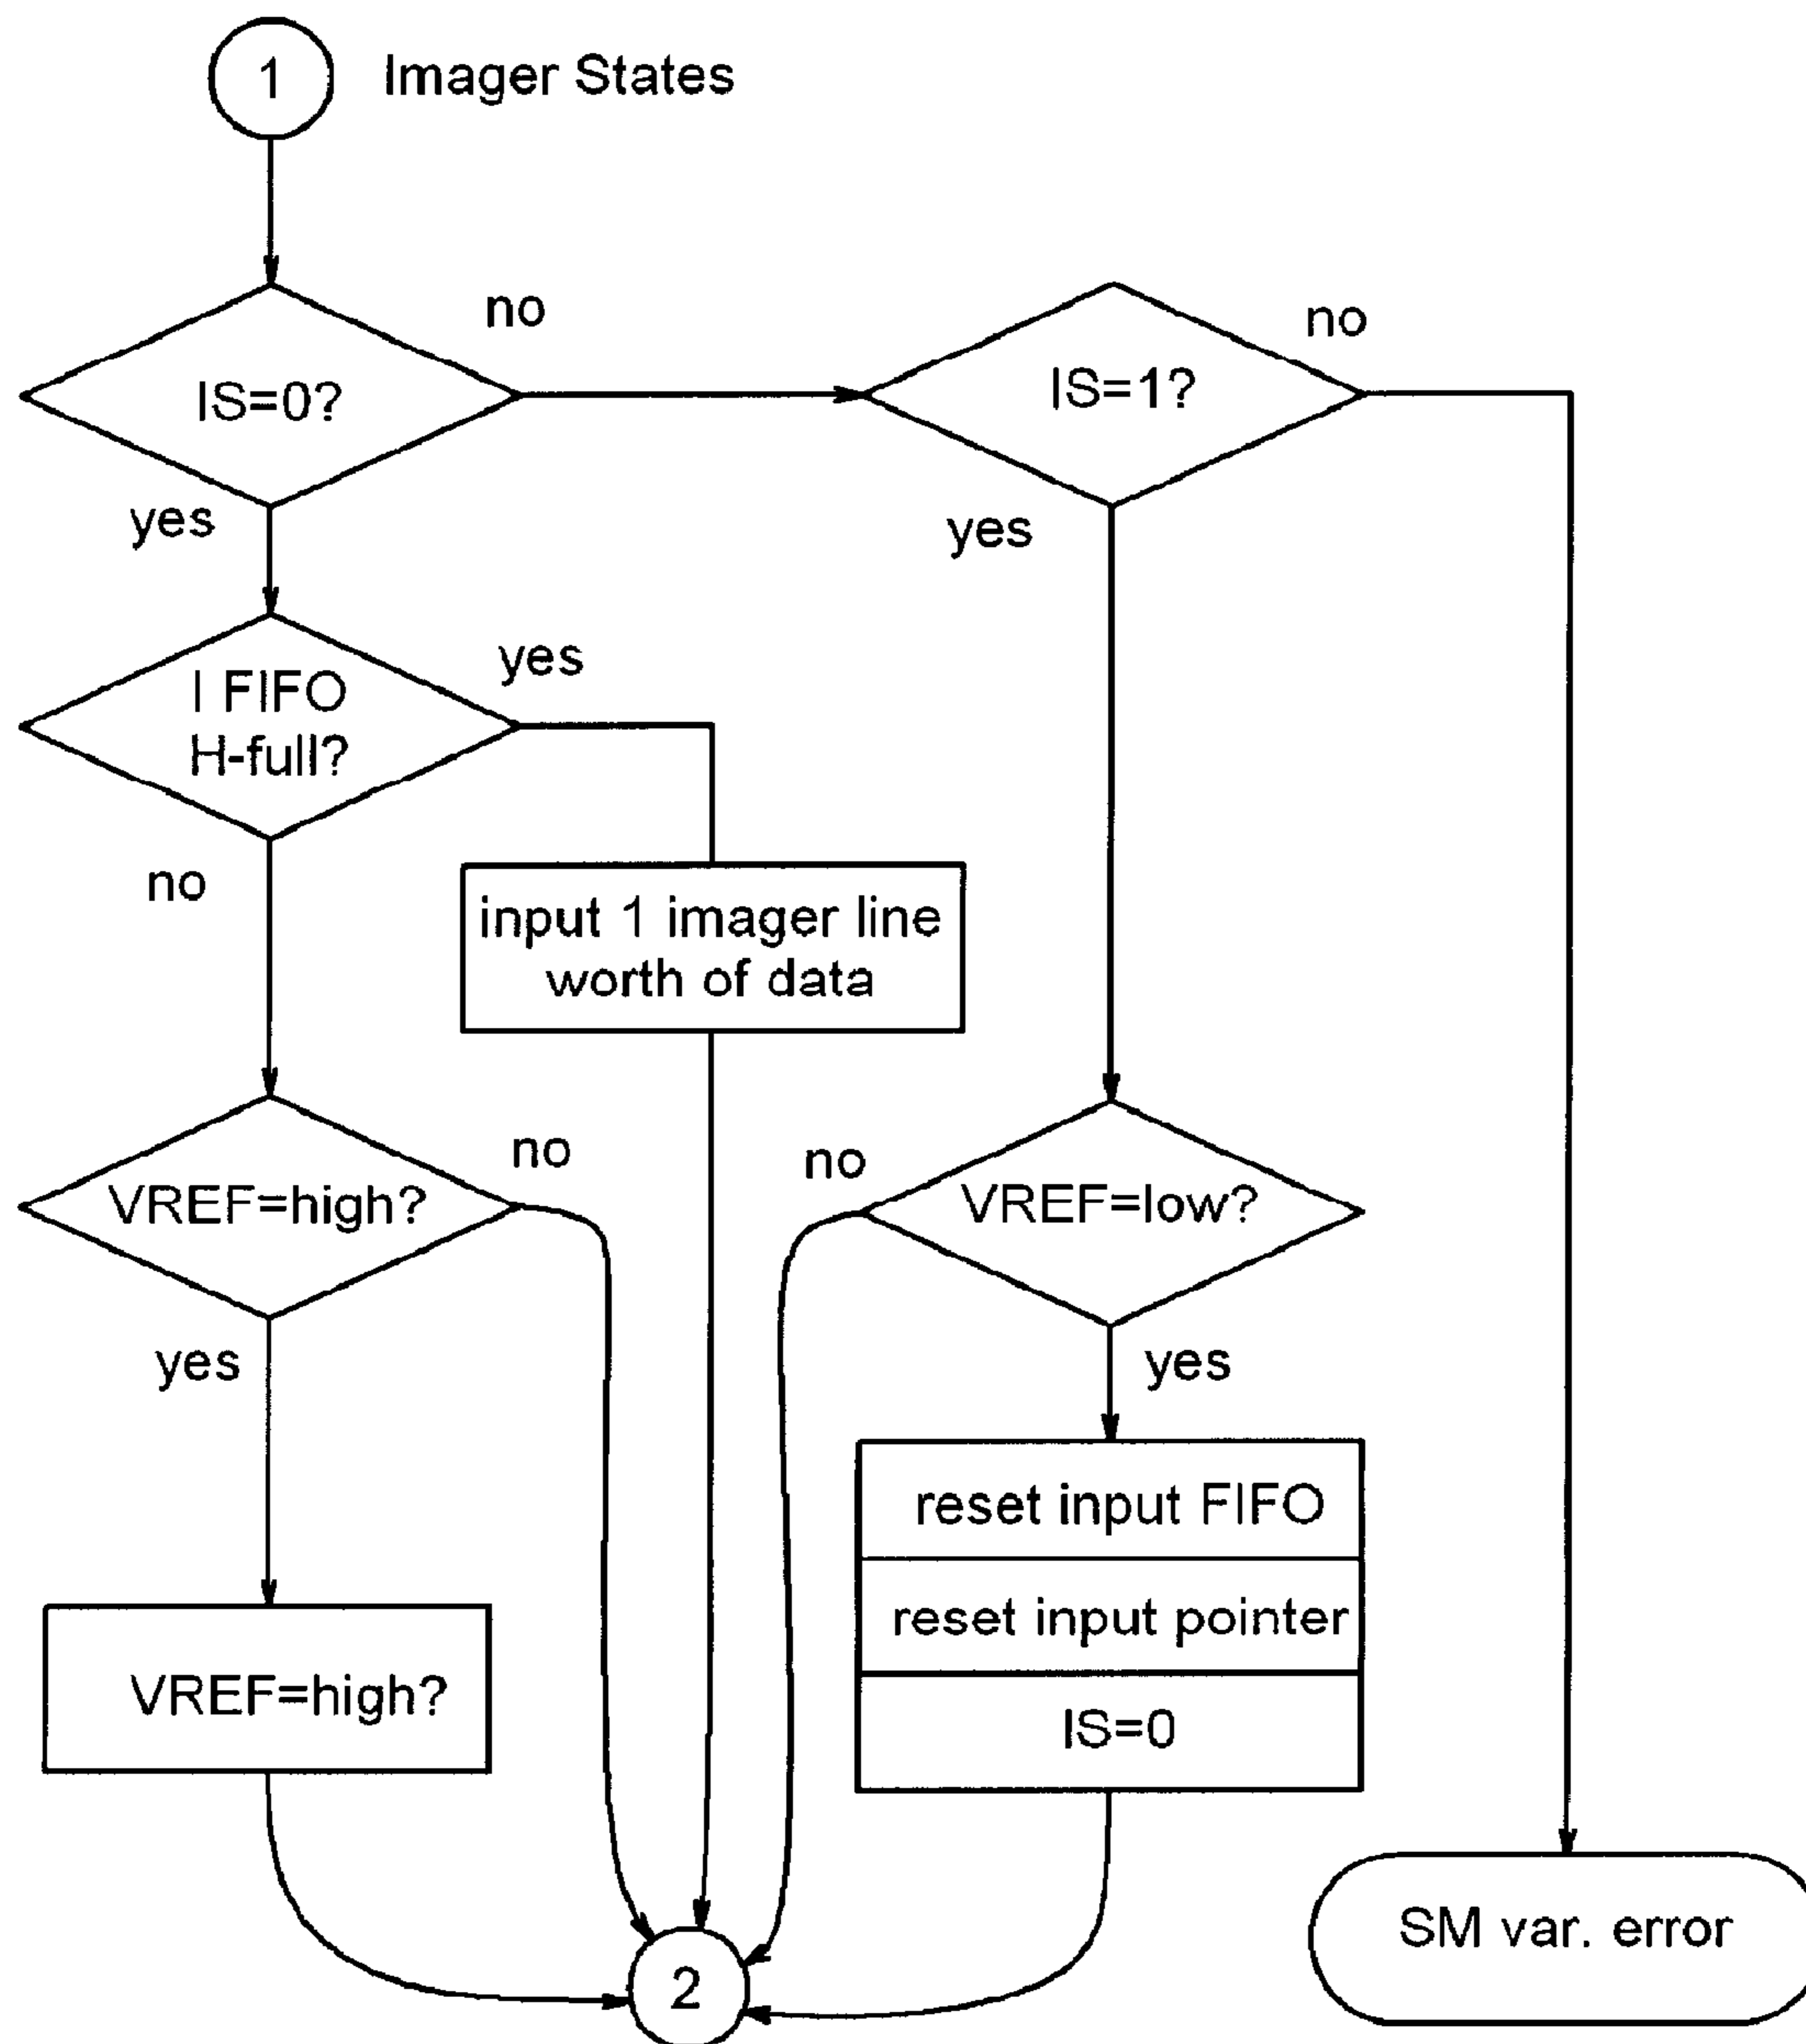 1
Imager States
no
no
IS=0?
IS=1?
yes
yes
I FIFO
H-full?
yes
no
input 1 imager line
worth of data
VREF=high?
no
no
VREF=low?
yes
yes
reset input FIFO
reset input pointer
VREF=high?
IS=0
SM var. error
2